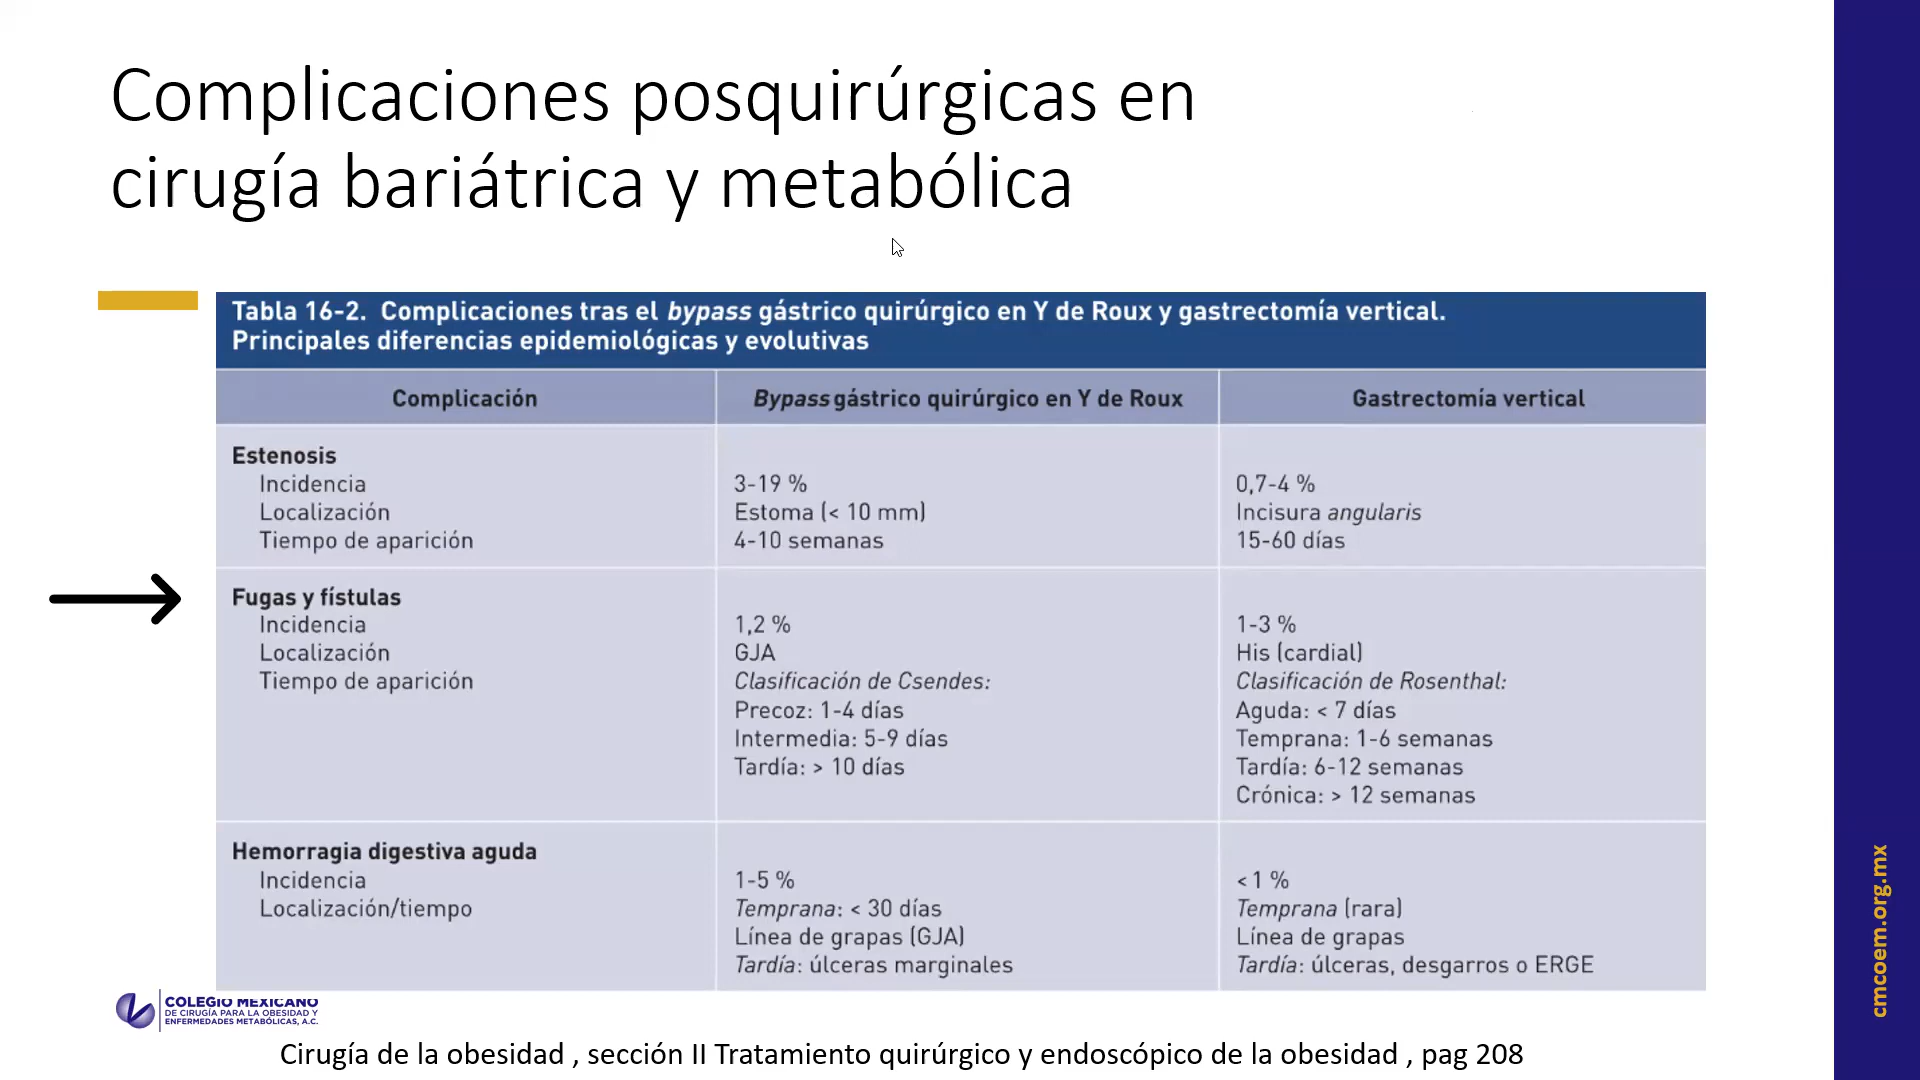 Complicaciones posquirúrgicas en
cirugía bariátrica y metabólica
Tabla 16-2. Complicaciones tras el bypass gástrico quirúrgico en Y de Roux y gastrectomía vertical.
Principales diferencias epidemiológicas y evolutivas
Complicación
Bypass gástrico quirúrgico en Y de Roux
Gastrectomía vertical
Estenosis
Incidencia
3-19 %
0,7-4 %
Localización
Estoma (< 10 mm)
Incisura angularis
Tiempo de aparición
4-10 semanas
15-60 días
Fugas y fístulas
Incidencia
1,2 %
1-3 %
Localización
GJA
His (cardial)
Tiempo de aparición
Clasificación de Csendes:
Precoz: 1-4 días
Intermedia: 5-9 días
Tardía: > 10 días
Clasificación de Rosenthal:
Aguda: < 7 días
Temprana: 1-6 semanas
Tardía: 6-12 semanas
Crónica: > 12 semanas
Hemorragia digestiva aguda
Incidencia
1-5 %
<1 %
Localización/tiempo
Temprana: < 30 días
Línea de grapas (GJA)
Tardía: úlceras marginales
Temprana (rara)
Línea de grapas
Tardía: úlceras, desgarros o ERGE
COLEGIO MEXICANO
DE CIRUGÍA PARA LA OBESIDAD Y
ENFERMEDADES METABÓLICAS, A.C.
Cirugía de la obesidad , sección II Tratamiento quirúrgico y endoscópico de la obesidad , pag 208
cmcoem.org.mx